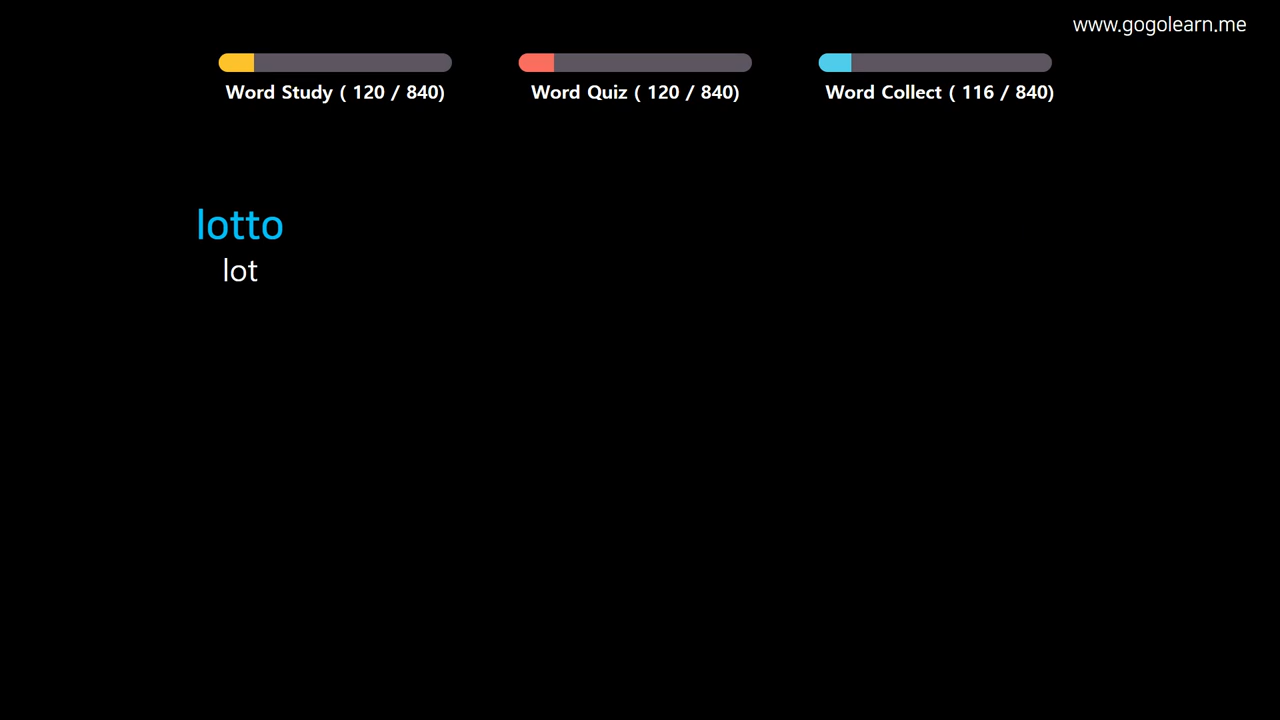 www.gogolearn.me
Word Study ( 120 / 840)
Word Quiz ( 120 / 840)
Word Collect ( 116 / 840)
lotto
lot